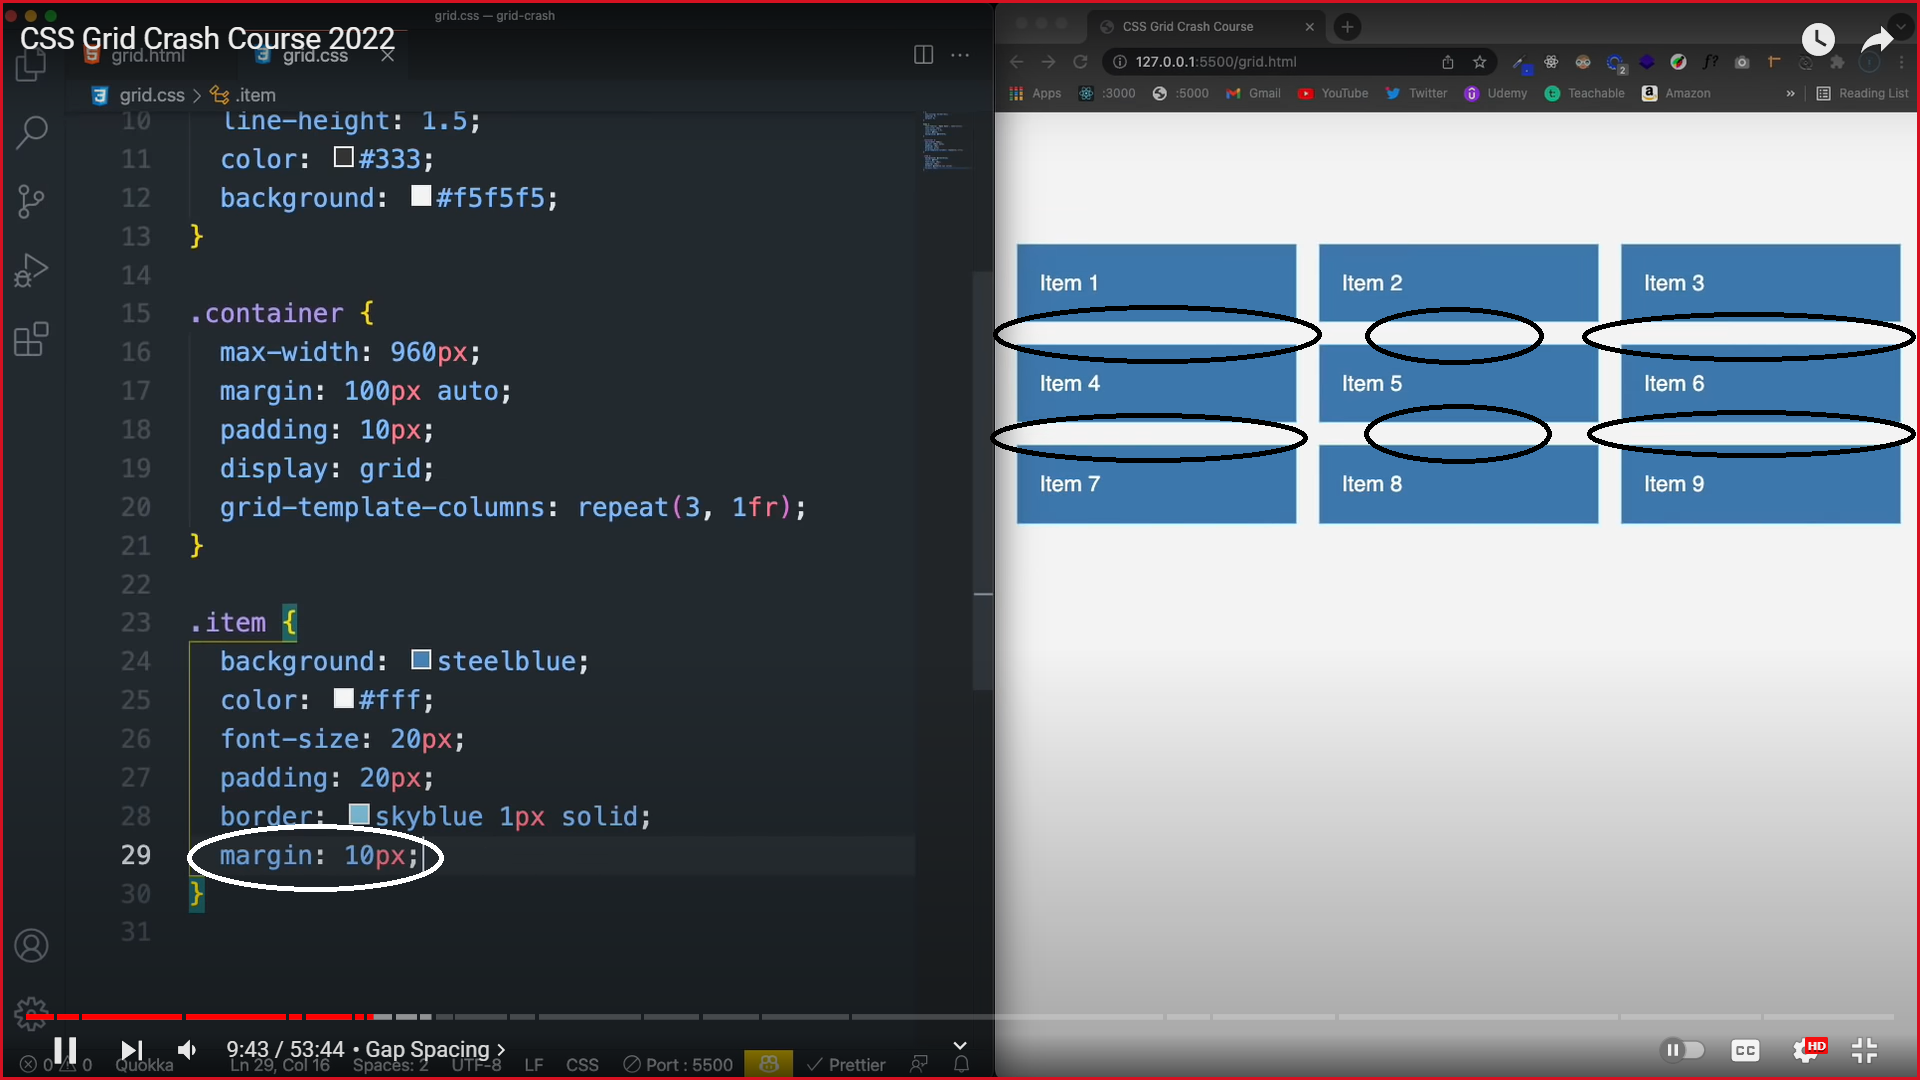 grid.css — grid-crash
CSS Grid Crash Course 2022
grid.html
grid.css
grid.css > .item
10 line-height: 1.5;
11 color: #333;
12 background: #f5f5f5;
13 }
14
15 .container {
16 max-width: 960px;
17 margin: 100px auto;
18 padding: 10px;
19 display: grid;
20 grid-template-columns: repeat(3, 1fr);
21 }
22
23 .item {
24 background: steelblue;
25 color: #fff;
26 font-size: 20px;
27 padding: 20px;
28 border: skyblue 1px solid;
29 margin: 10px;
30 }
31
CSS Grid Crash Course
127.0.0.1:5500/grid.html
Apps :3000 :5000 Gmail YouTube Twitter Udemy Teachable Amazon » Reading List
Item 1 Item 2 Item 3
Item 4 Item 5 Item 6
Item 7 Item 8 Item 9
9:43 / 53:44 • Gap Spacing >
CC HD
0 0 Quokka Ln 29, Col 16 Spaces: 2 UTF-8 LF CSS Port : 5500 Prettier